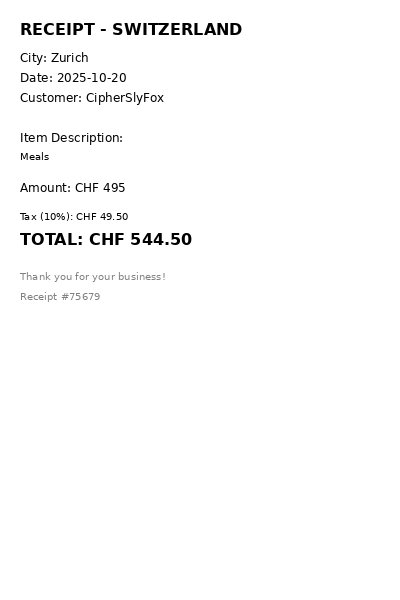 RECEIPT - SWITZERLAND
City: Zurich
Date: 2025-10-20
Customer: CipherSlyFox
Item Description:
Meals
Amount: CHF 495
Tax (10%): CHF 49.50
TOTAL: CHF 544.50
Thank you for your business!
Receipt #75679